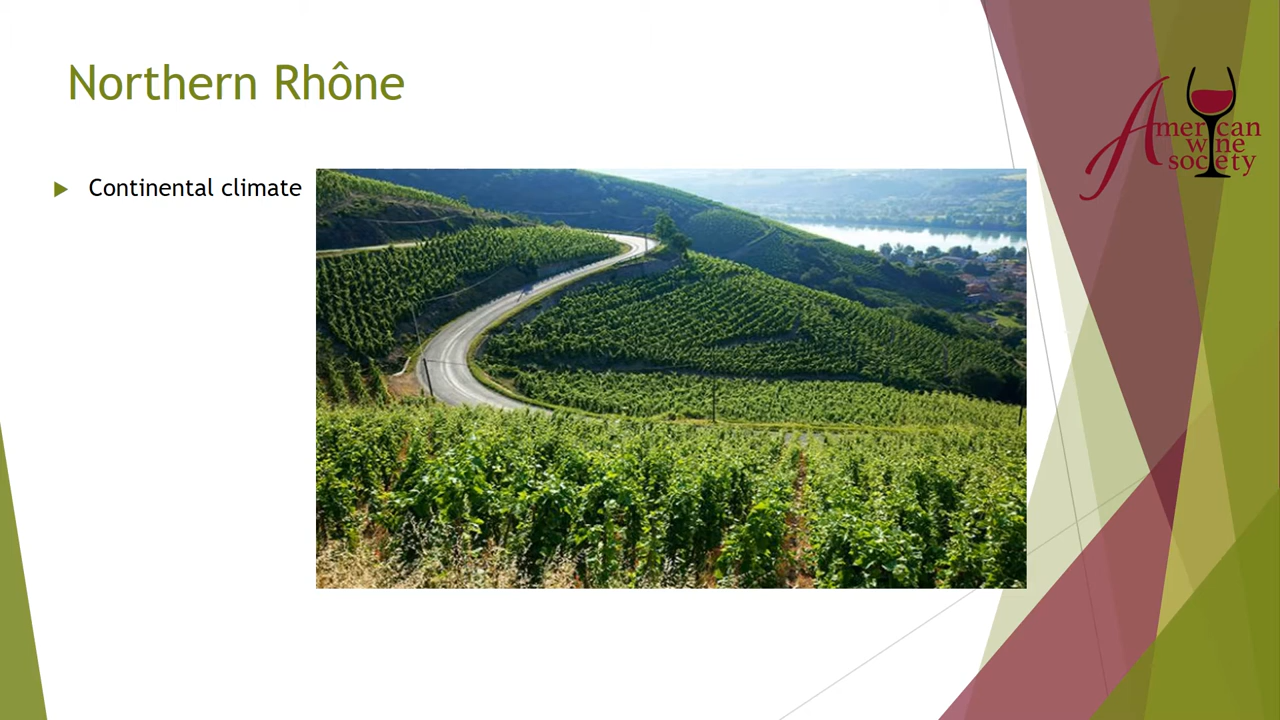 Northern Rhône
Continental climate
American
wine
society